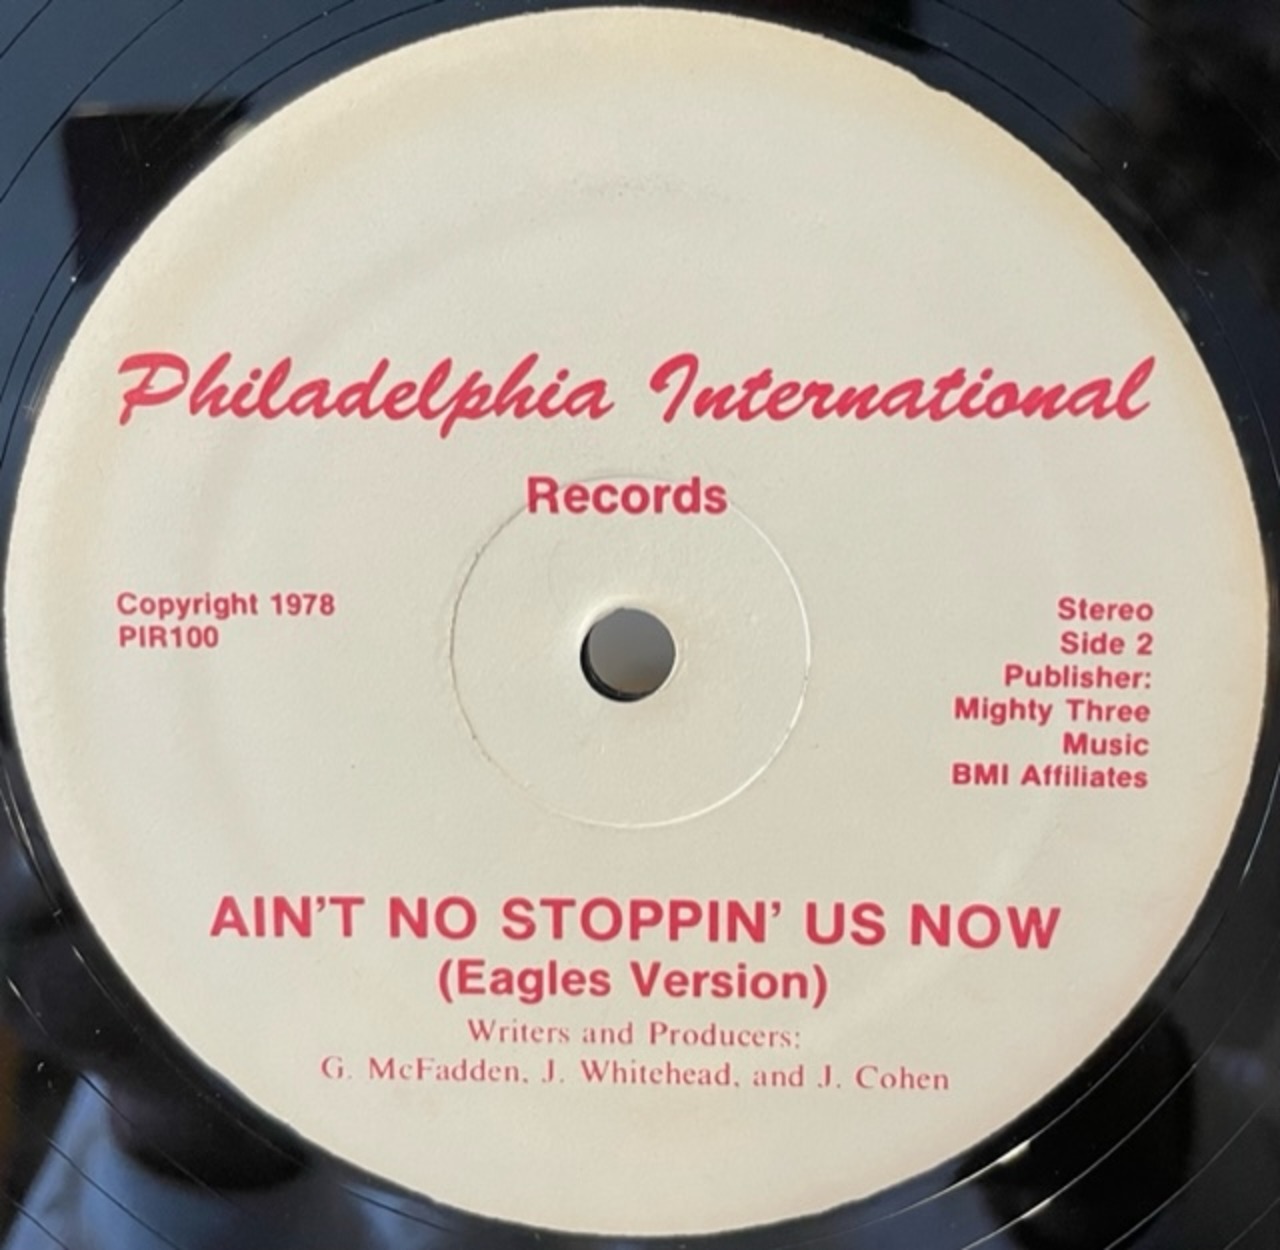 Philadelphia International
Records
Copyright 1978
PIR100
Stereo
Side 2
Publisher:
Mighty Three
Music
BMI Affiliates
AIN'T NO STOPPIN' US NOW
(Eagles Version)
Writers and Producers:
G. McFadden, J. Whitehead, and J. Cohen